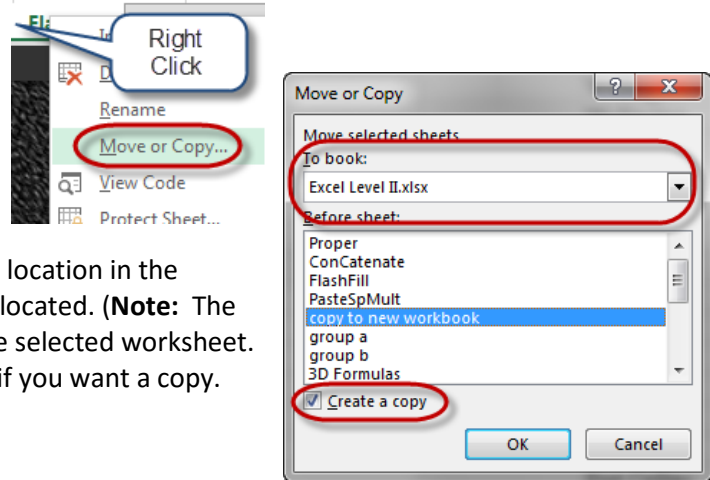 Right
Click
Rename
Move or Copy...
View Code
Protect Sheet...
location in the
located. (Note: The
e selected worksheet.
if you want a copy.
Move or Copy
Move selected sheets
To book:
Excel Level II.xlsx
Before sheet:
Proper
ConCatenate
FlashFill
PasteSpMult
copy to new workbook
group a
group b
3D Formulas
Create a copy
OK
Cancel